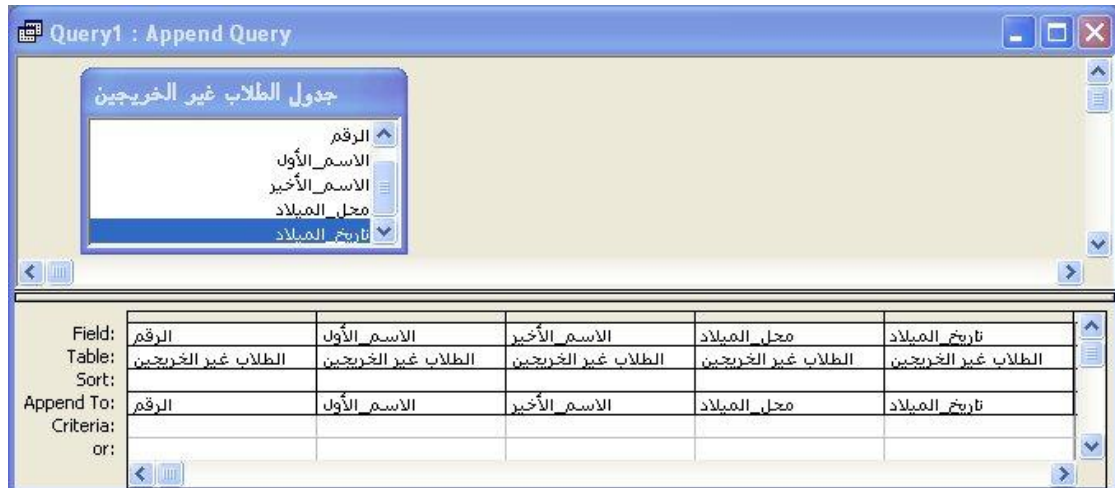 Query1 : Append Query
جدول الطلاب غير الخريجين
الرقم
الاسم_الأول
الاسم_الأخير
محل_الميلاد
تاريخ_الميلاد
Field: الرقم الاسم_الأول الاسم_الأخير محل_الميلاد تاريخ_الميلاد
Table: الطلاب غير الخريجين الطلاب غير الخريجين الطلاب غير الخريجين الطلاب غير الخريجين الطلاب غير الخريجين
Sort:
Append To: الرقم الاسم_الأول الاسم_الأخير محل_الميلاد تاريخ_الميلاد
Criteria:
or: